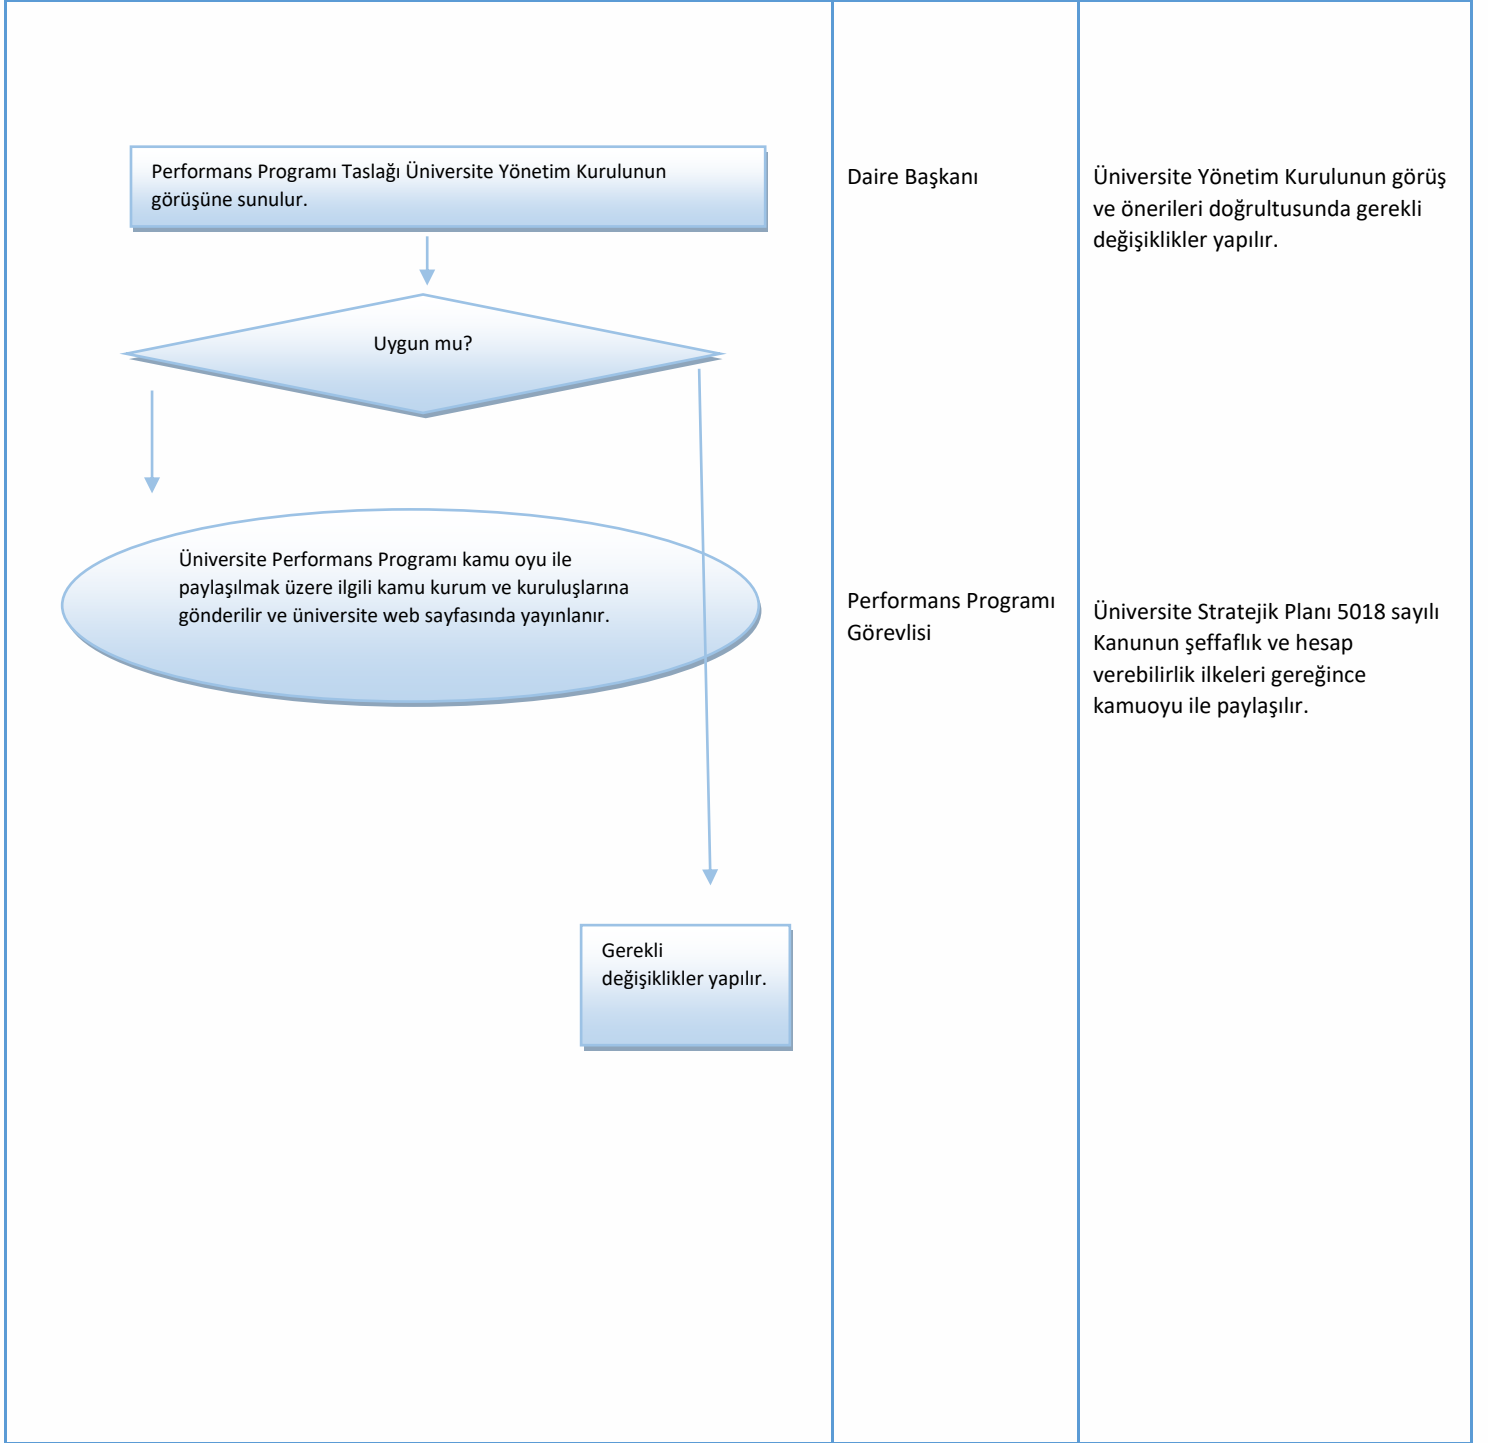 Performans Programı Taslağı Üniversite Yönetim Kurulunun
görüşüne sunulur.
Daire Başkanı
Üniversite Yönetim Kurulunun görüş
ve önerileri doğrultusunda gerekli
değişiklikler yapılır.
Uygun mu?
Üniversite Performans Programı kamu oyu ile
paylaşılmak üzere ilgili kamu kurum ve kuruluşlarına
gönderilir ve üniversite web sayfasında yayınlanır.
Performans Programı
Görevlisi
Üniversite Stratejik Planı 5018 sayılı
Kanunun şeffaflık ve hesap
verebilirlik ilkeleri gereğince
kamuoyu ile paylaşılır.
Gerekli
değişiklikler yapılır.